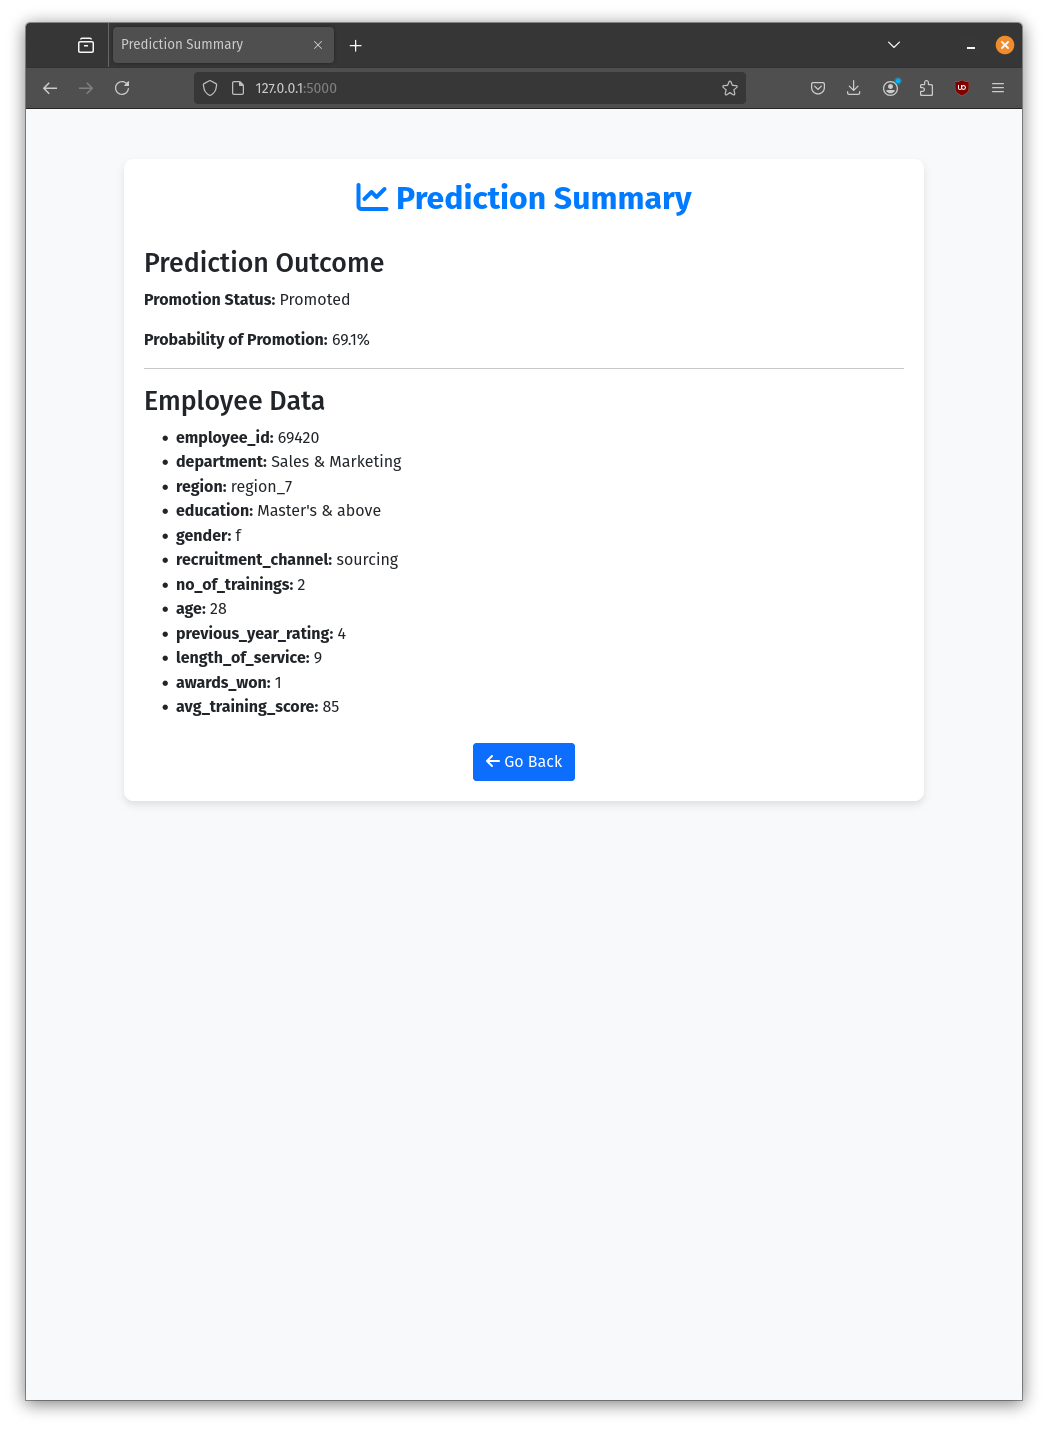 Prediction Summary
127.0.0.1:5000
Prediction Summary
Prediction Outcome
Promotion Status: Promoted
Probability of Promotion: 69.1%
Employee Data
• employee_id: 69420
• department: Sales & Marketing
• region: region_7
• education: Master's & above
• gender: f
• recruitment_channel: sourcing
• no_of_trainings: 2
• age: 28
• previous_year_rating: 4
• length_of_service: 9
• awards_won: 1
• avg_training_score: 85
Go Back